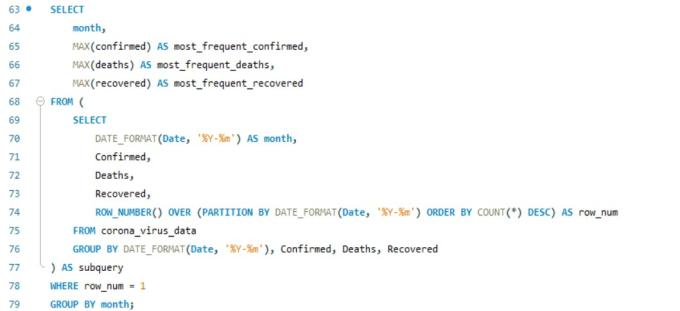 63 SELECT
64 month,
65 MAX(confirmed) AS most_frequent_confirmed,
66 MAX(deaths) AS most_frequent_deaths,
67 MAX(recovered) AS most_frequent_recovered
68 FROM (
69 SELECT
70 DATE_FORMAT(Date, '%Y-%m') AS month,
71 Confirmed,
72 Deaths,
73 Recovered,
74 ROW_NUMBER() OVER (PARTITION BY DATE_FORMAT(Date, '%Y-%m') ORDER BY COUNT(*) DESC) AS row_num
75 FROM corona_virus_data
76 GROUP BY DATE_FORMAT(Date, '%Y-%m'), Confirmed, Deaths, Recovered
77 ) AS subquery
78 WHERE row_num = 1
79 GROUP BY month;